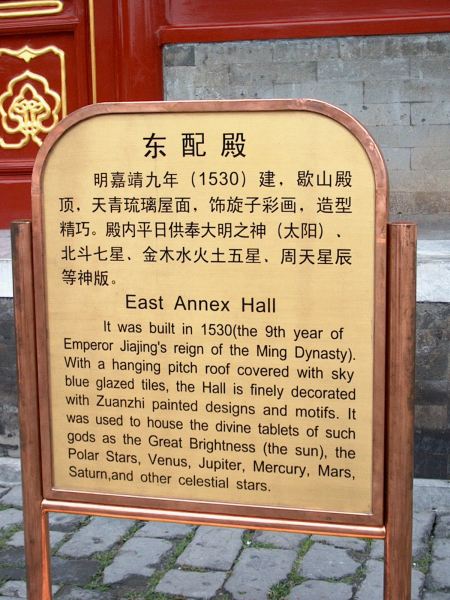 东配殿
明嘉靖九年（1530）建，歇山殿
顶，天青琉璃屋面，饰旋子彩画，造型
精巧。殿内平日供奉大明之神（太阳）、
北斗七星、金木水火土五星、周天星辰
等神版。
East Annex Hall
It was built in 1530(the 9th year of
Emperor Jiajing's reign of the Ming Dynasty).
With a hanging pitch roof covered with sky
blue glazed tiles, the Hall is finely decorated
with Zuanzhi painted designs and motifs. It
was used to house the divine tablets of such
gods as the Great Brightness (the sun), the
Polar Stars, Venus, Jupiter, Mercury, Mars,
Saturn,and other celestial stars.